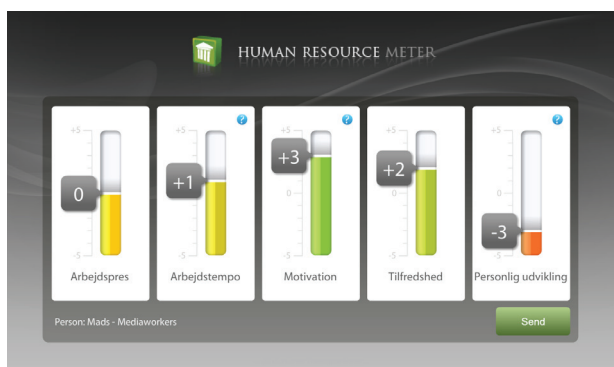 HUMAN RESOURCE METER
+5
0
-5
0
Arbejdspres
?
+5
0
-5
+1
Arbejdstempo
?
+5
0
-5
+3
Motivation
+5
0
-5
+2
Tilfredshed
?
+5
0
-5
-3
Personlig udvikling
Person: Mads - Mediaworkers
Send